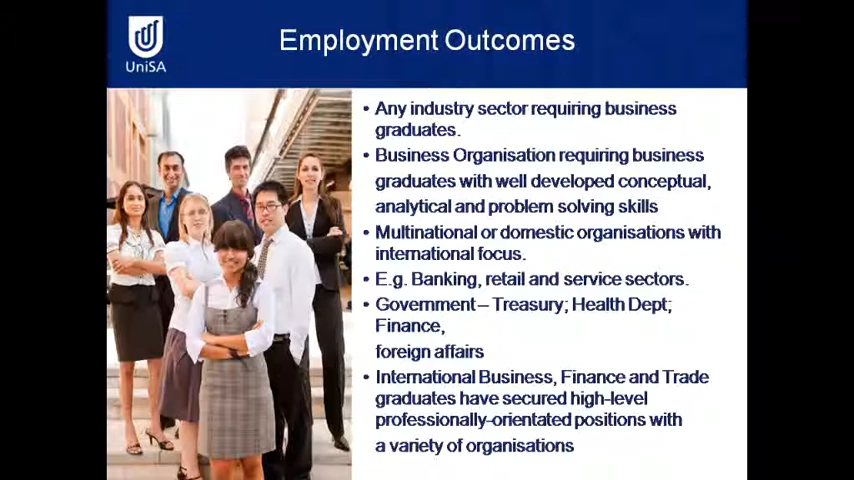 UniSA
Employment Outcomes
• Any industry sector requiring business
graduates.
• Business Organisation requiring business
graduates with well developed conceptual,
analytical and problem solving skills
• Multinational or domestic organisations with
international focus.
• E.g. Banking, retail and service sectors.
• Government – Treasury; Health Dept;
Finance,
foreign affairs
• International Business, Finance and Trade
graduates have secured high-level
professionally-orientated positions with
a variety of organisations